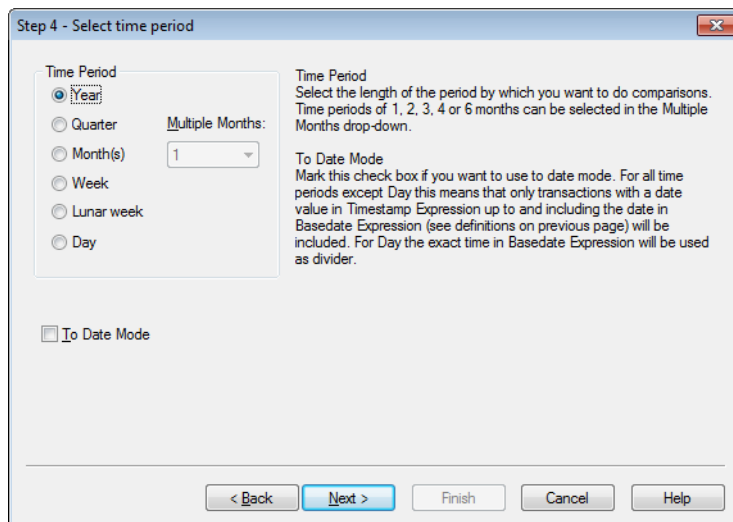 Step 4 - Select time period
Time Period
Year
Quarter
Multiple Months:
Month(s)
1
Week
Lunar week
Day
To Date Mode
Time Period
Select the length of the period by which you want to do comparisons.
Time periods of 1, 2, 3, 4 or 6 months can be selected in the Multiple
Months drop-down.
To Date Mode
Mark this check box if you want to use to date mode. For all time
periods except Day this means that only transactions with a date
value in Timestamp Expression up to and including the date in
Basedate Expression (see definitions on previous page) will be
included. For Day the exact time in Basedate Expression will be used
as divider.
< Back
Next >
Finish
Cancel
Help